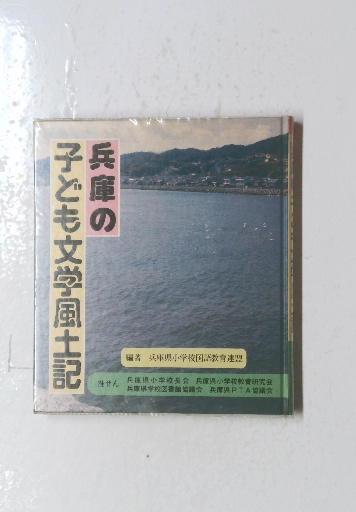 兵庫の
子ども文学風土記
編著 兵庫県小学校国語教育連盟
推せん 兵庫県小学校長会 兵庫県小学校教育研究会
兵庫県学校図書館協議会 兵庫県PTA協議会